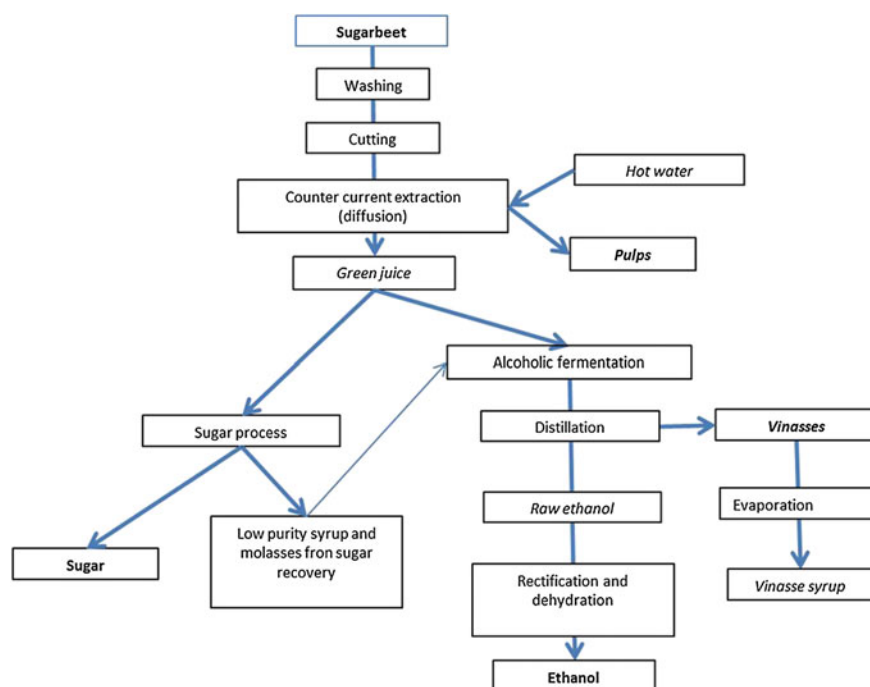 Sugarbeet
Washing
Cutting
Hot water
Counter current extraction
(diffusion)
Pulps
Green juice
Alcoholic fermentation
Sugar process
Distillation
Vinasses
Raw ethanol
Evaporation
Low purity syrup and
molasses fron sugar
recovery
Sugar
Rectification and
dehydration
Vinasse syrup
Ethanol